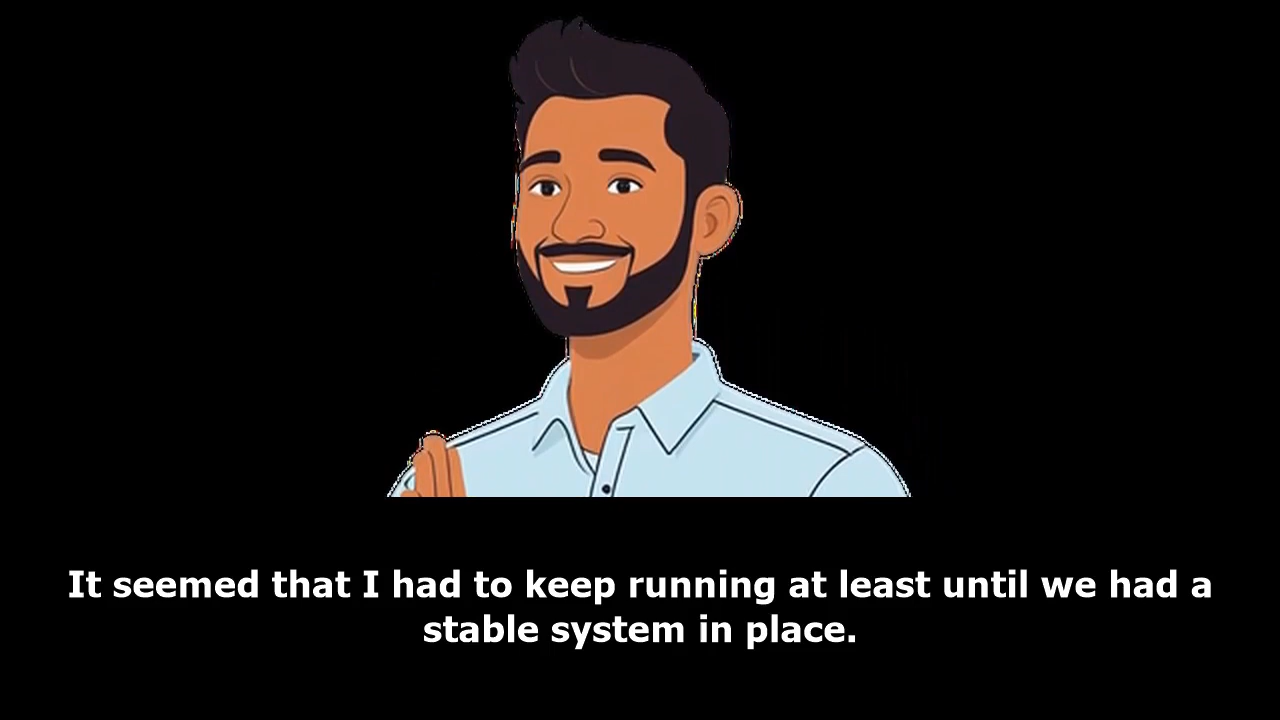 It seemed that I had to keep running at least until we had a
stable system in place.